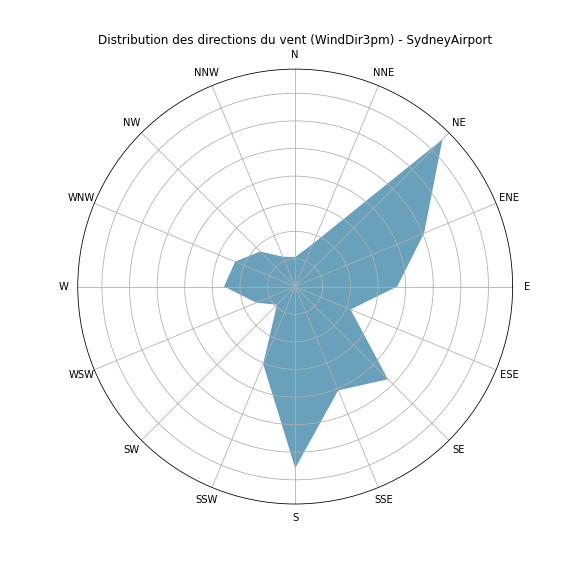 Distribution des directions du vent (WindDir3pm) - SydneyAirport
N
NNW
NNE
NW
NE
WNW
ENE
W
E
WSW
ESE
SW
SE
SSW
SSE
S